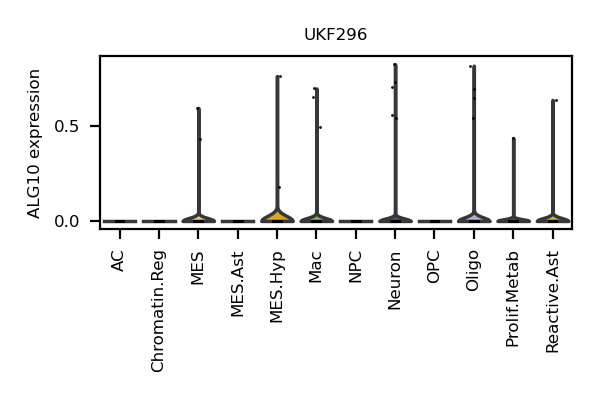 UKF296
ALG10 expression
0.5
0.0
AC
Chromatin.Reg
MES
MES.Ast
MES.Hyp
Mac
NPC
Neuron
OPC
Oligo
Prolif.Metab
Reactive.Ast